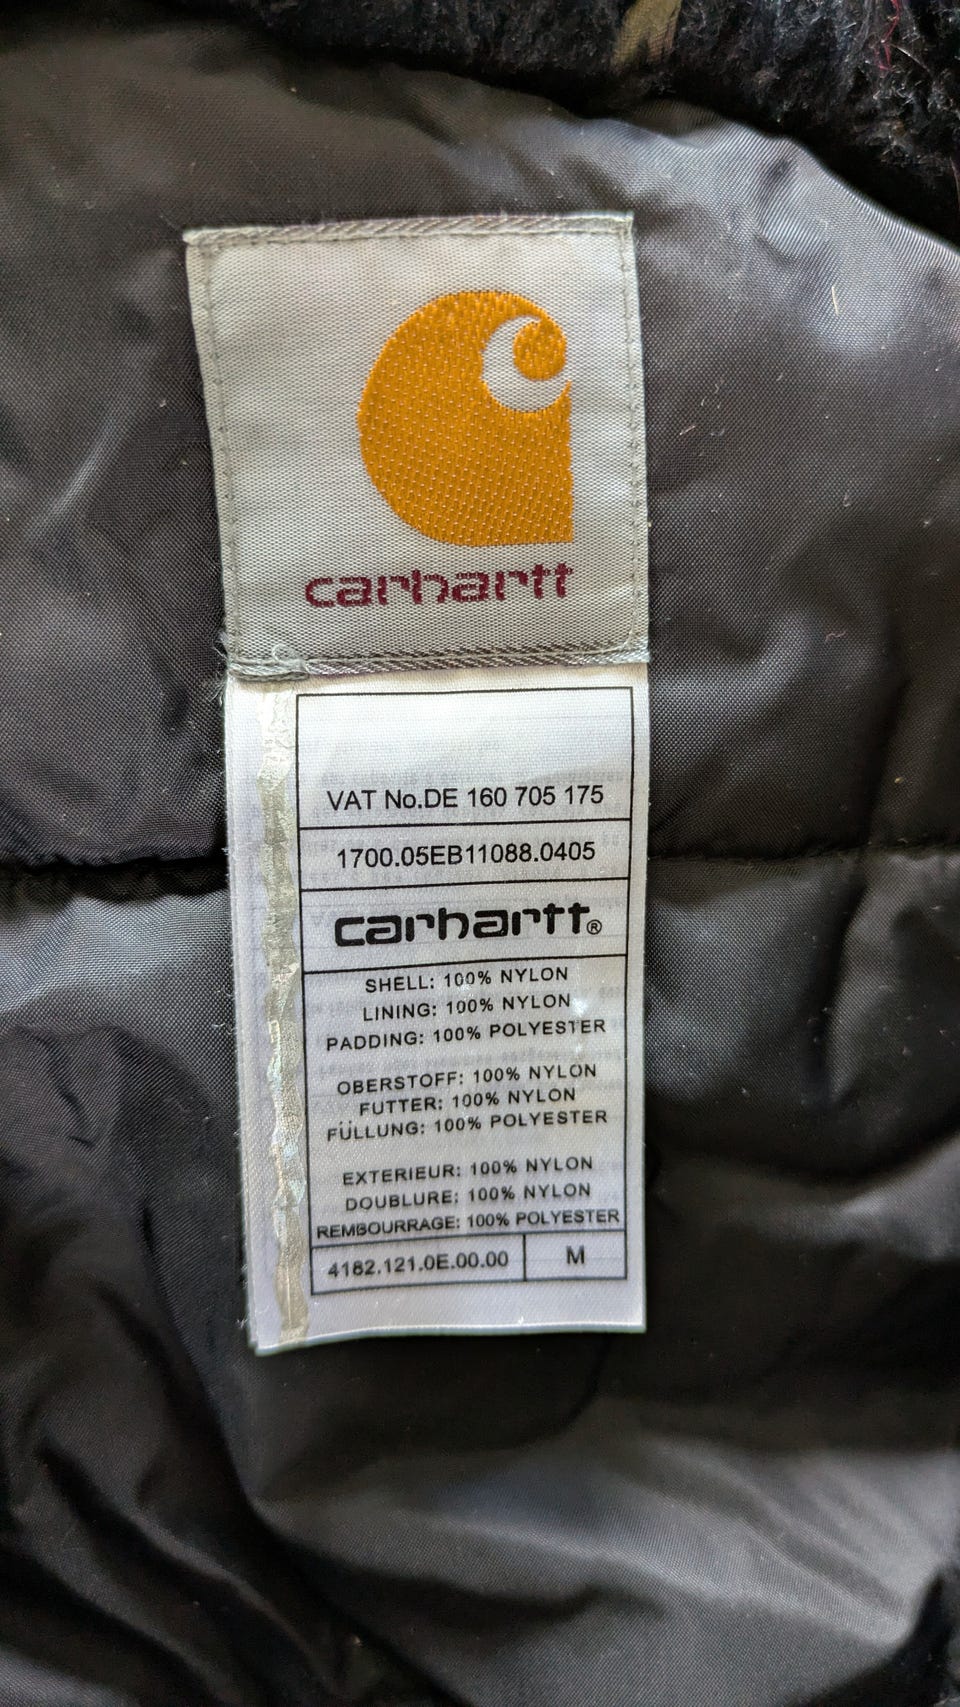 carhartt
VAT No.DE 160 705 175
1700.05EB11088.0405
carhartt®
SHELL: 100% NYLON
LINING: 100% NYLON
PADDING: 100% POLYESTER
OBERSTOFF: 100% NYLON
FUTTER: 100% NYLON
FÜLLUNG: 100% POLYESTER
EXTERIEUR: 100% NYLON
DOUBLURE: 100% NYLON
REMBOURRAGE: 100% POLYESTER
4182.121.0E.00.00 M